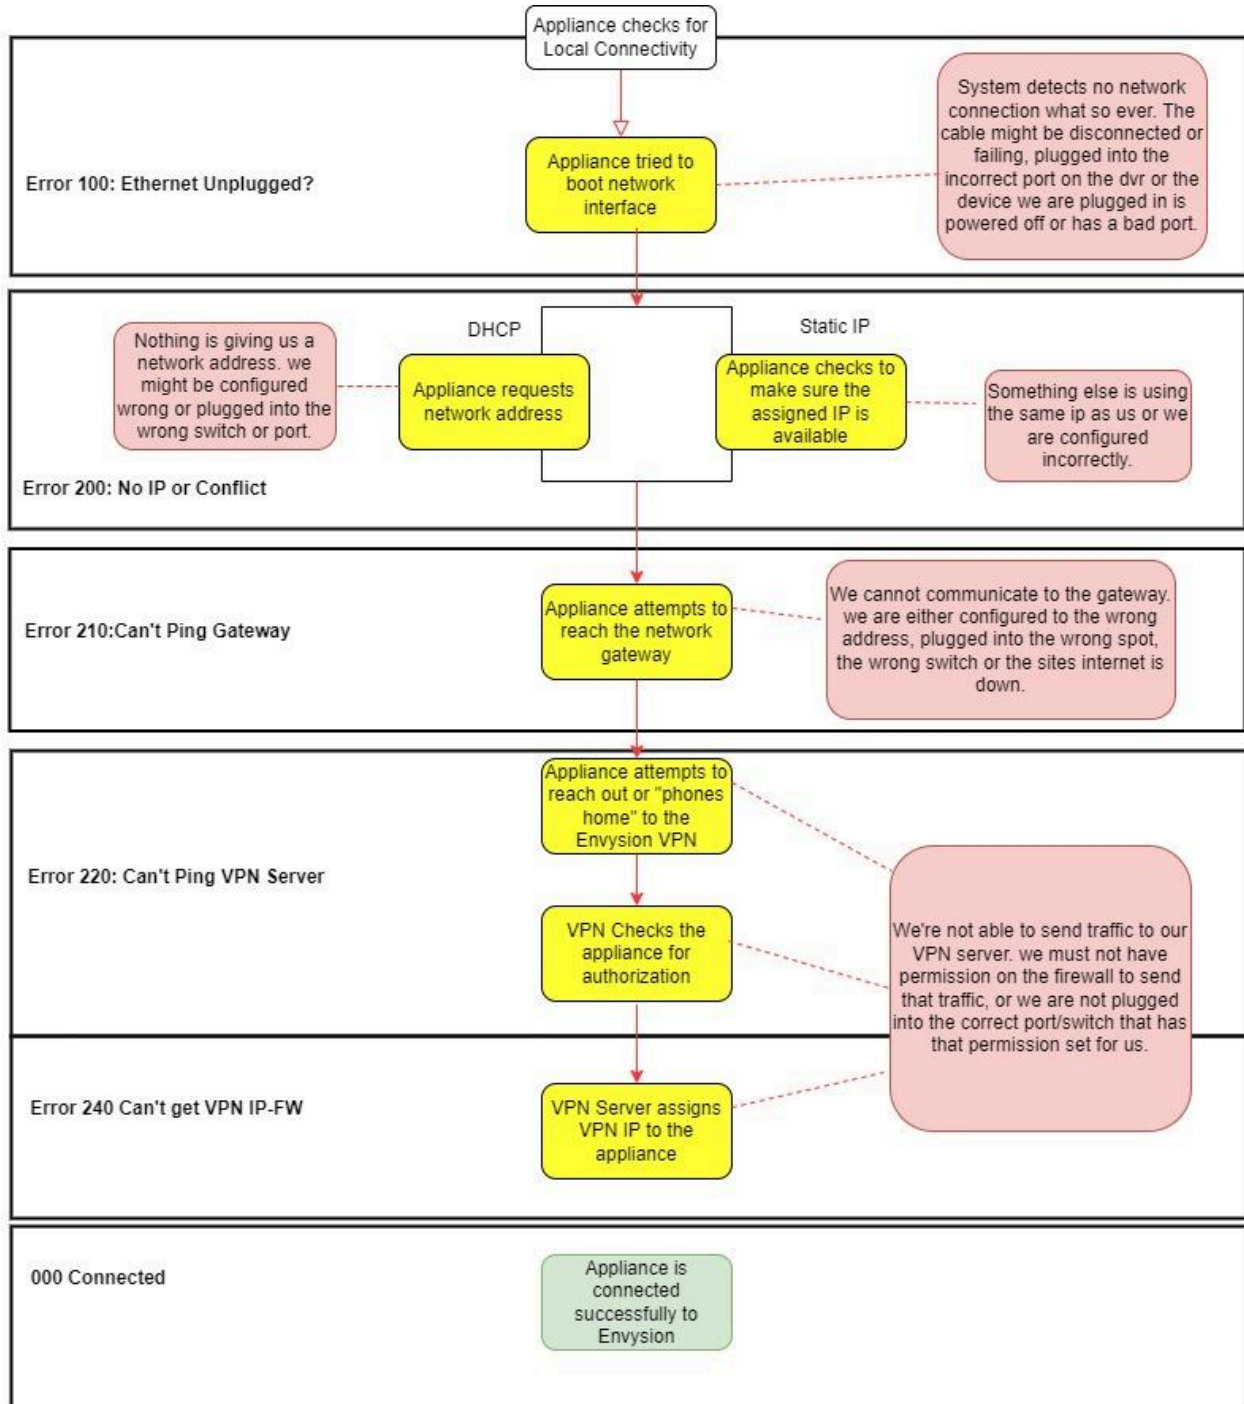 Appliance checks for
Local Connectivity
System detects no network
connection what so ever. The
cable might be disconnected or
failing, plugged into the
incorrect port on the dvr or the
device we are plugged in is
powered off or has a bad port.
Error 100: Ethernet Unplugged?
Appliance tried to
boot network
interface
DHCP
Static IP
Nothing is giving us a
network address. we
might be configured
wrong or plugged into the
wrong switch or port.
Appliance requests
network address
Appliance checks to
make sure the
assigned IP is
available
Something else is using
the same ip as us or we
are configured
incorrectly.
Error 200: No IP or Conflict
Error 210:Can't Ping Gateway
Appliance attempts to
reach the network
gateway
We cannot communicate to the gateway.
we are either configured to the wrong
address, plugged into the wrong spot,
the wrong switch or the sites internet is
down.
Appliance attempts to
reach out or "phones
home" to the
Envysion VPN
Error 220: Can't Ping VPN Server
VPN Checks the
appliance for
authorization
We're not able to send traffic to our
VPN server. we must not have
permission on the firewall to send
that traffic, or we are not plugged
into the correct port/switch that has
that permission set for us.
Error 240 Can't get VPN IP-FW
VPN Server assigns
VPN IP to the
appliance
000 Connected
Appliance is
connected
successfully to
Envysion